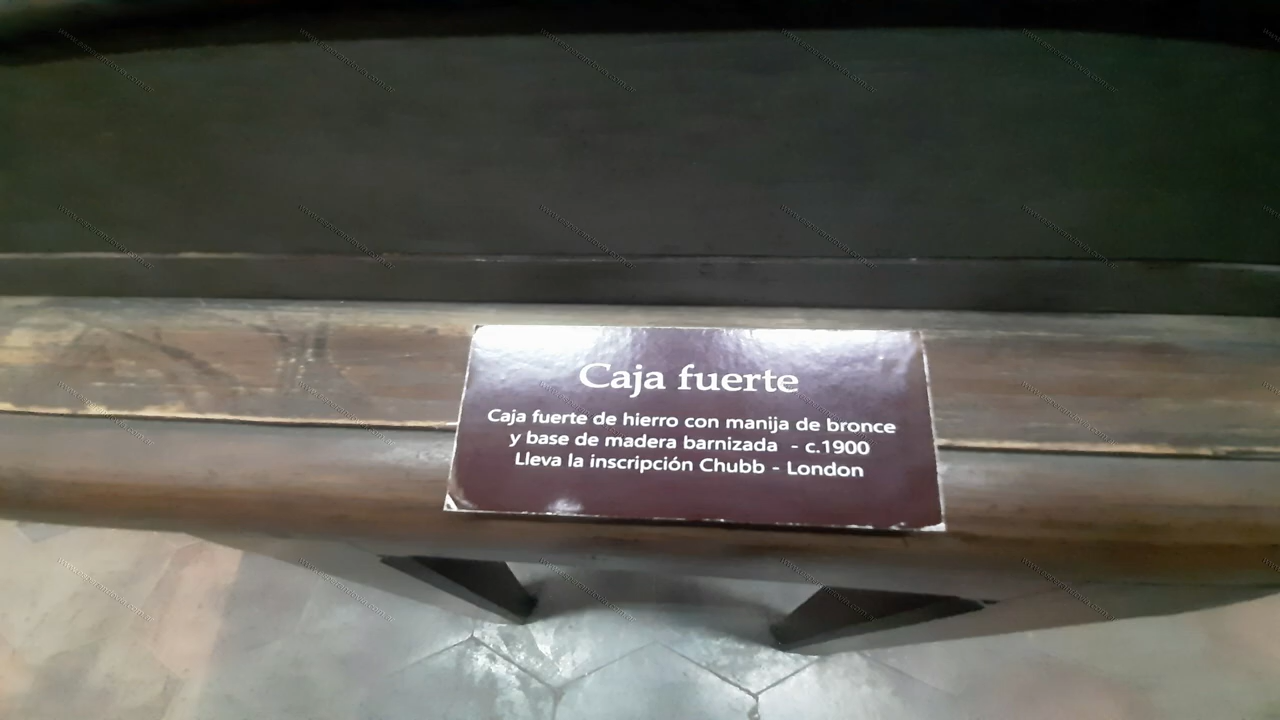 Caja fuerte
Caja fuerte de hierro con manija de bronce
y base de madera barnizada - c.1900
Lleva la inscripción Chubb - London